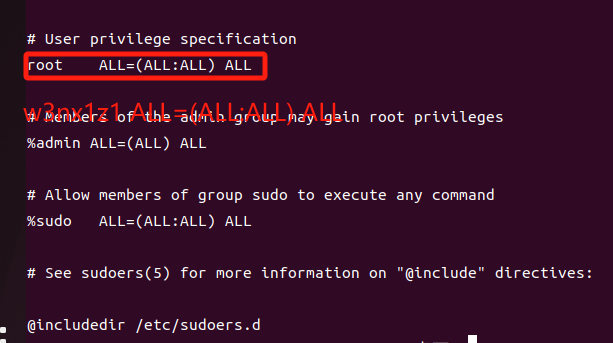 # User privilege specification
root ALL=(ALL:ALL) ALL
w3nx1z1 ALL=(ALL:ALL) ALL
# Members of the admin group may gain root privileges
%admin ALL=(ALL) ALL
# Allow members of group sudo to execute any command
%sudo ALL=(ALL:ALL) ALL
# See sudoers(5) for more information on "@include" directives:
@includedir /etc/sudoers.d